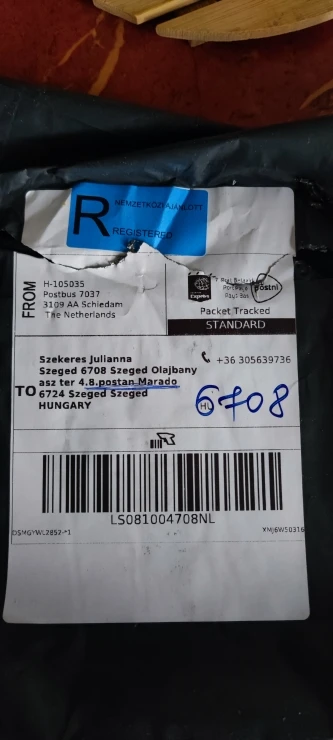 R
NEMZETKÖZI AJÁNLOTT
REGISTERED
FROM
H-105035
Postbus 7037
3109 AA Schiedam
The Netherlands
postnl
Packet Tracked
STANDARD
TO
Szekeres Julianna
Szeged 6708 Szeged Olajbany
asz ter 4.8.postan Marado
6724 Szeged Szeged
HUNGARY
+36 305639736
HU
6708
LS081004708NL